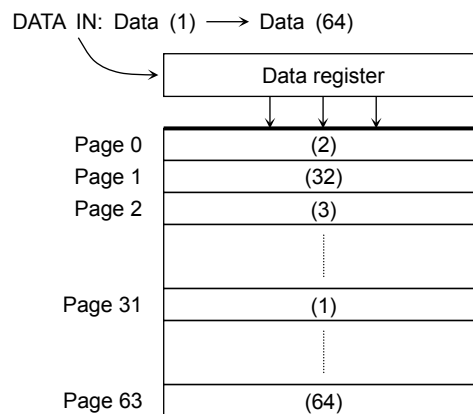 DATA IN: Data (1) ⟶ Data (64)
Data register
Page 0 (2)
Page 1 (32)
Page 2 (3)
Page 31 (1)
Page 63 (64)